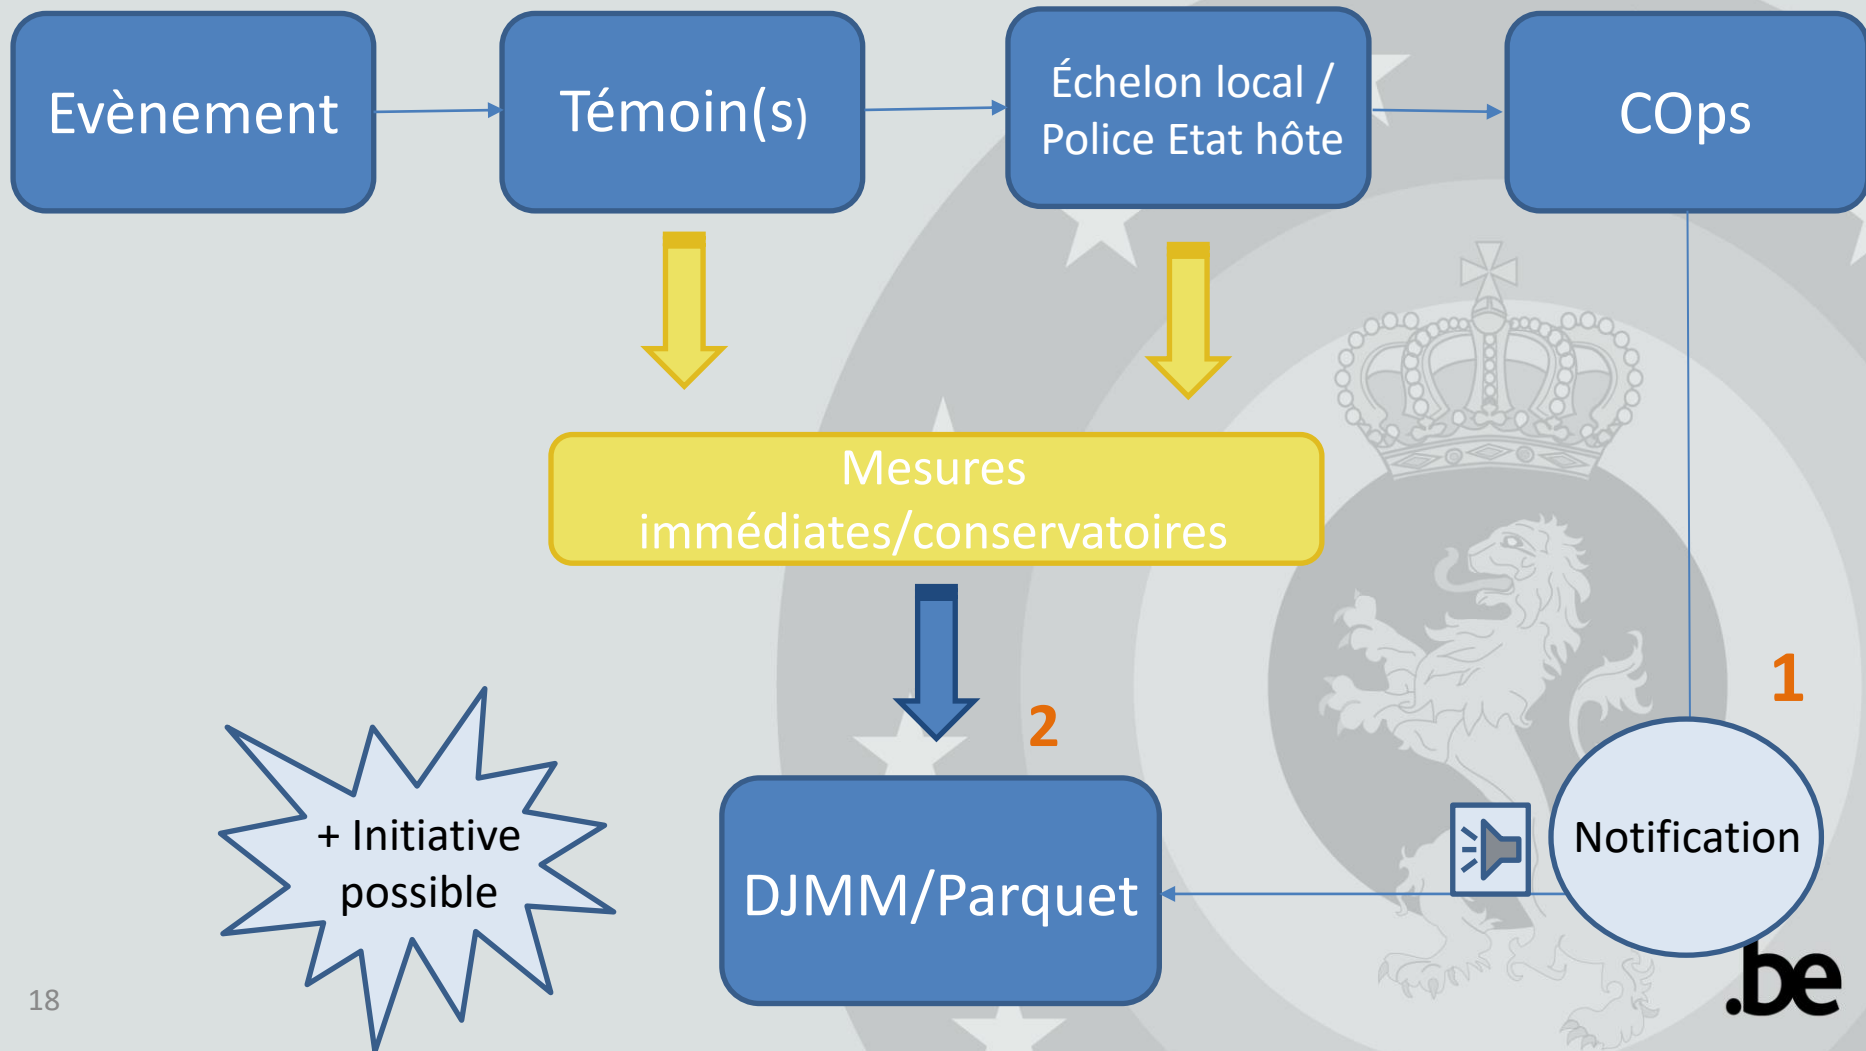 Evènement
Témoin(s)
Échelon local /
Police Etat hôte
COps
Mesures
immédiates/conservatoires
1
2
+ Initiative
possible
DJMM/Parquet
Notification
18
.be